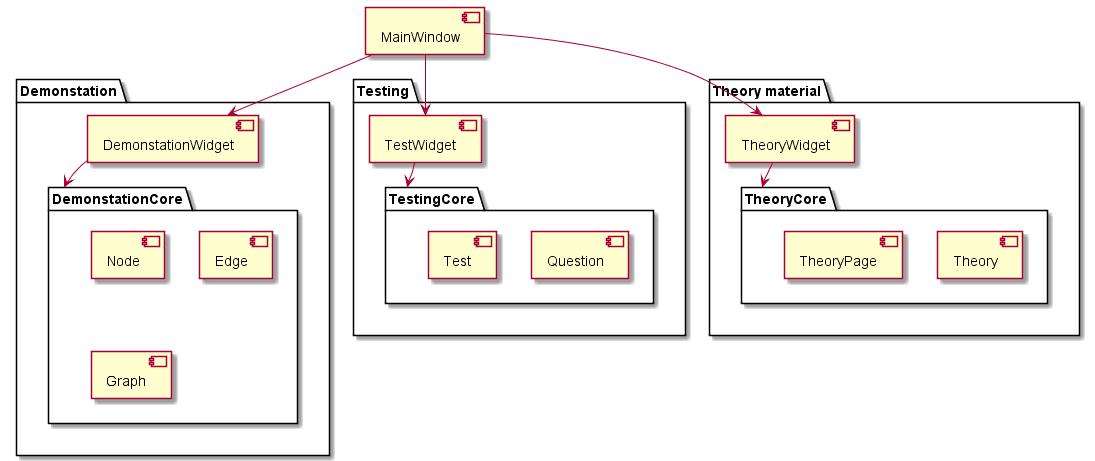 MainWindow
Demonstation
Testing
Theory material
DemonstationWidget
TestWidget
TheoryWidget
DemonstationCore
TestingCore
TheoryCore
Node
Edge
Test
Question
TheoryPage
Theory
Graph